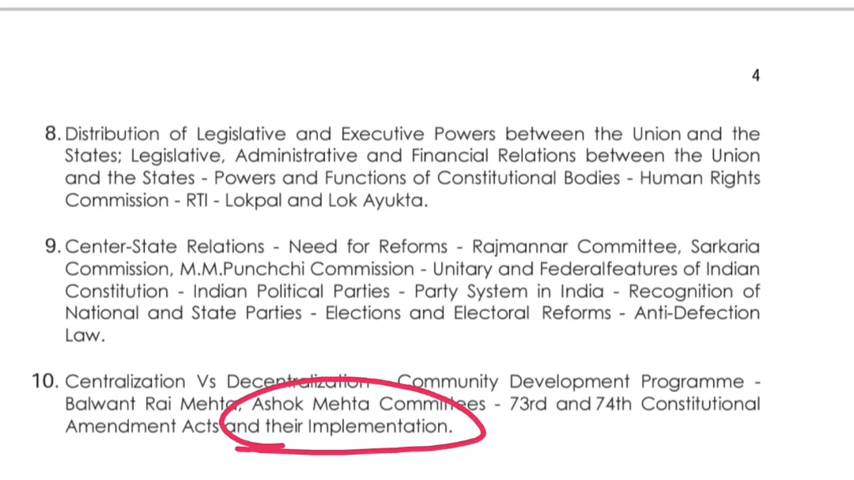 4
8. Distribution of Legislative and Executive Powers between the Union and the
States; Legislative, Administrative and Financial Relations between the Union
and the States - Powers and Functions of Constitutional Bodies - Human Rights
Commission - RTI - Lokpal and Lok Ayukta.
9. Center-State Relations - Need for Reforms - Rajmannar Committee, Sarkaria
Commission, M.M.Punchchi Commission - Unitary and Federalfeatures of Indian
Constitution - Indian Political Parties - Party System in India - Recognition of
National and State Parties - Elections and Electoral Reforms - Anti-Defection
Law.
10. Centralization Vs Decentralization - Community Development Programme -
Balwant Rai Mehta, Ashok Mehta Committees - 73rd and 74th Constitutional
Amendment Acts and their Implementation.